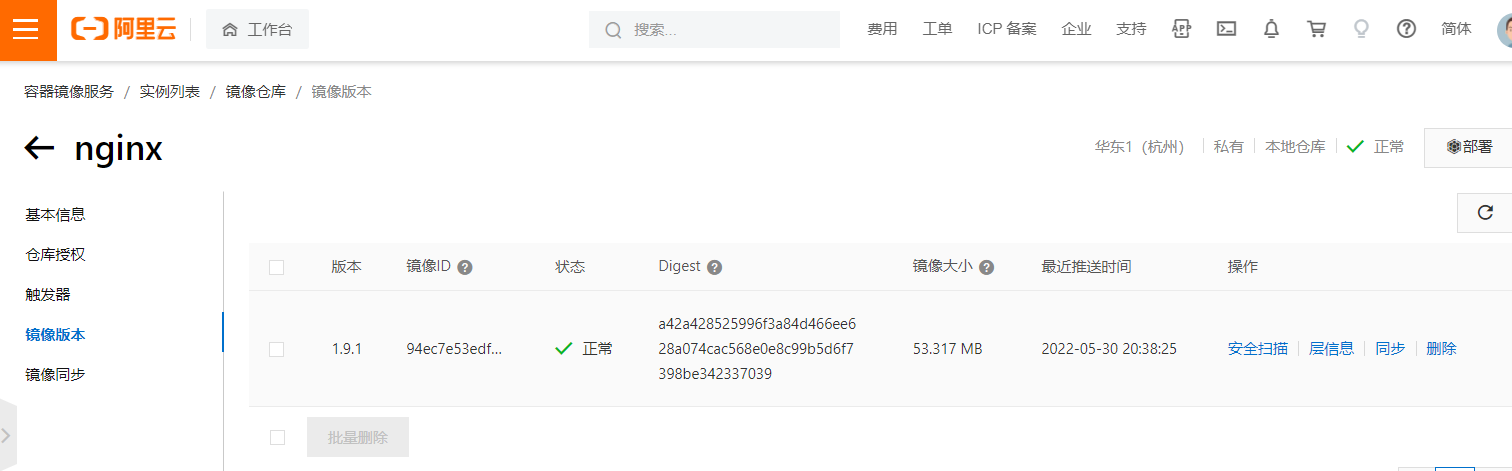 阿里云 工作台 搜索... 费用 工单 ICP 备案 企业 支持 APP 简体
容器镜像服务 / 实例列表 / 镜像仓库 / 镜像版本
nginx 华东1（杭州） 私有 本地仓库 正常 部署
基本信息
仓库授权
触发器
镜像版本
镜像同步
版本 镜像ID 状态 Digest 镜像大小 最近推送时间 操作
1.9.1 94ec7e53edf... 正常 a42a428525996f3a84d466ee6
28a074cac568e0e8c99b5d6f7
398be342337039
53.317 MB 2022-05-30 20:38:25 安全扫描 层信息 同步 删除
批量删除